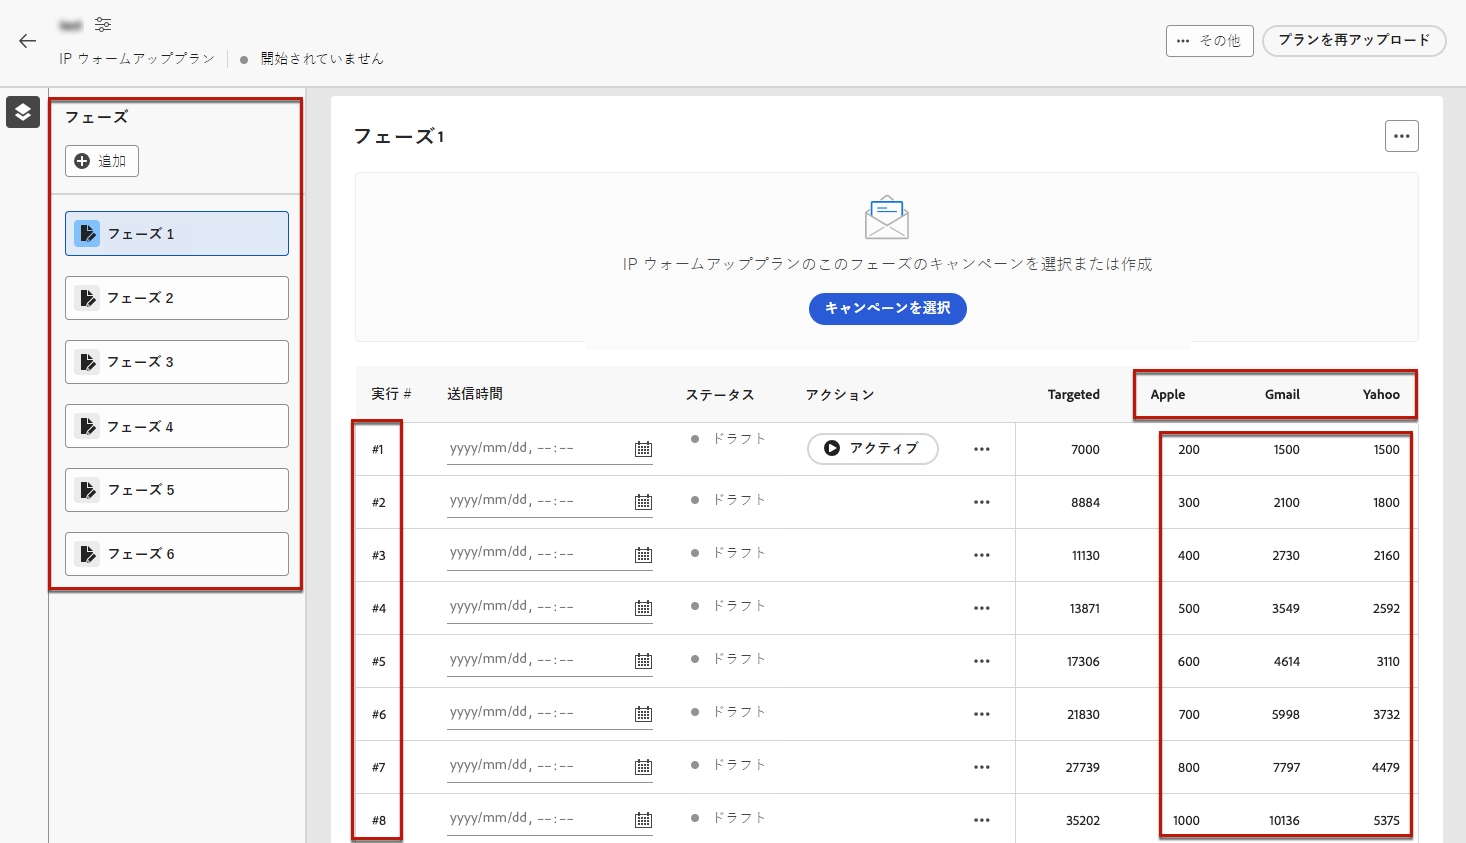 IP ウォームアッププラン
開始されていません
その他
プランを再アップロード
フェーズ
追加
フェーズ 1
フェーズ 2
フェーズ 3
フェーズ 4
フェーズ 5
フェーズ 6
フェーズ1
IP ウォームアッププランのこのフェーズのキャンペーンを選択または作成
キャンペーンを選択
実行 # 送信時間 ステータス アクション Targeted Apple Gmail Yahoo
#1 yyyy/mm/dd, --:-- ドラフト アクティブ 7000 200 1500 1500
#2 yyyy/mm/dd, --:-- ドラフト 8884 300 2100 1800
#3 yyyy/mm/dd, --:-- ドラフト 11130 400 2730 2160
#4 yyyy/mm/dd, --:-- ドラフト 13871 500 3549 2592
#5 yyyy/mm/dd, --:-- ドラフト 17306 600 4614 3110
#6 yyyy/mm/dd, --:-- ドラフト 21830 700 5998 3732
#7 yyyy/mm/dd, --:-- ドラフト 27739 800 7797 4479
#8 yyyy/mm/dd, --:-- ドラフト 35202 1000 10136 5375